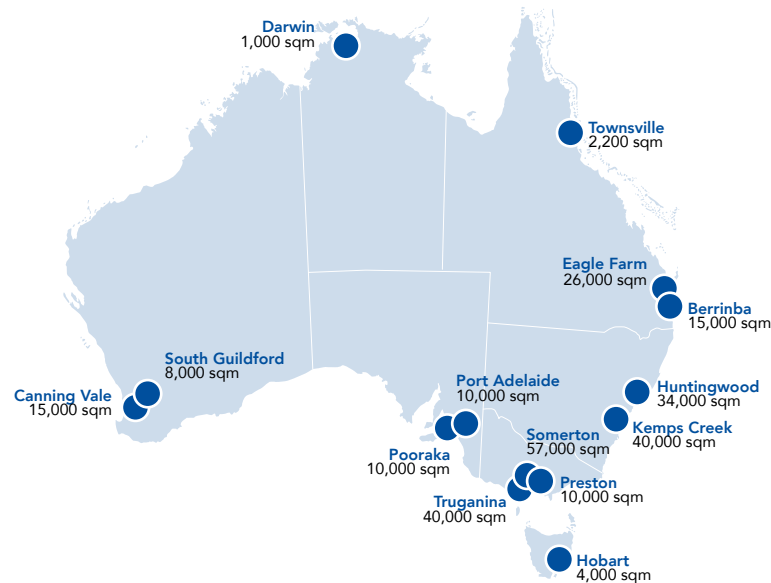 Darwin
1,000 sqm
Townsville
2,200 sqm
Eagle Farm
26,000 sqm
Berrinba
15,000 sqm
South Guildford
8,000 sqm
Canning Vale
15,000 sqm
Port Adelaide
10,000 sqm
Huntingwood
34,000 sqm
Kemps Creek
40,000 sqm
Somerton
57,000 sqm
Pooraka
10,000 sqm
Preston
10,000 sqm
Truganina
40,000 sqm
Hobart
4,000 sqm